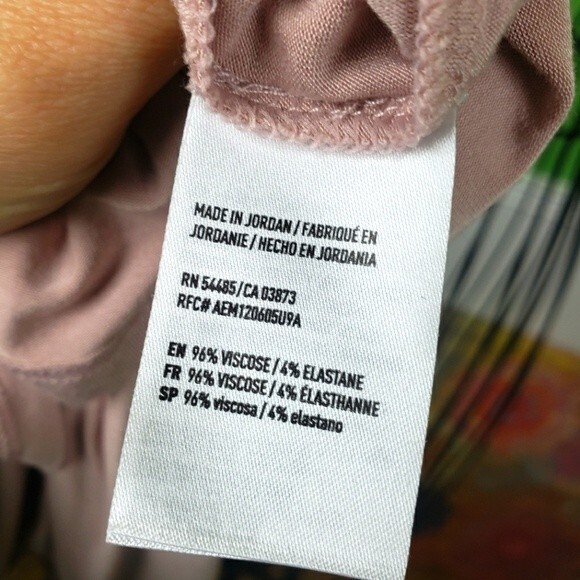 MADE IN JORDAN / FABRIQUÉ EN
JORDANIE / HECHO EN JORDANIA
RN 54485/CA 03873
RFC# AEM120605U9A
EN 96% VISCOSE / 4% ELASTANE
FR 96% VISCOSE / 4% ÉLASTHANNE
SP 96% viscosa / 4% elastano